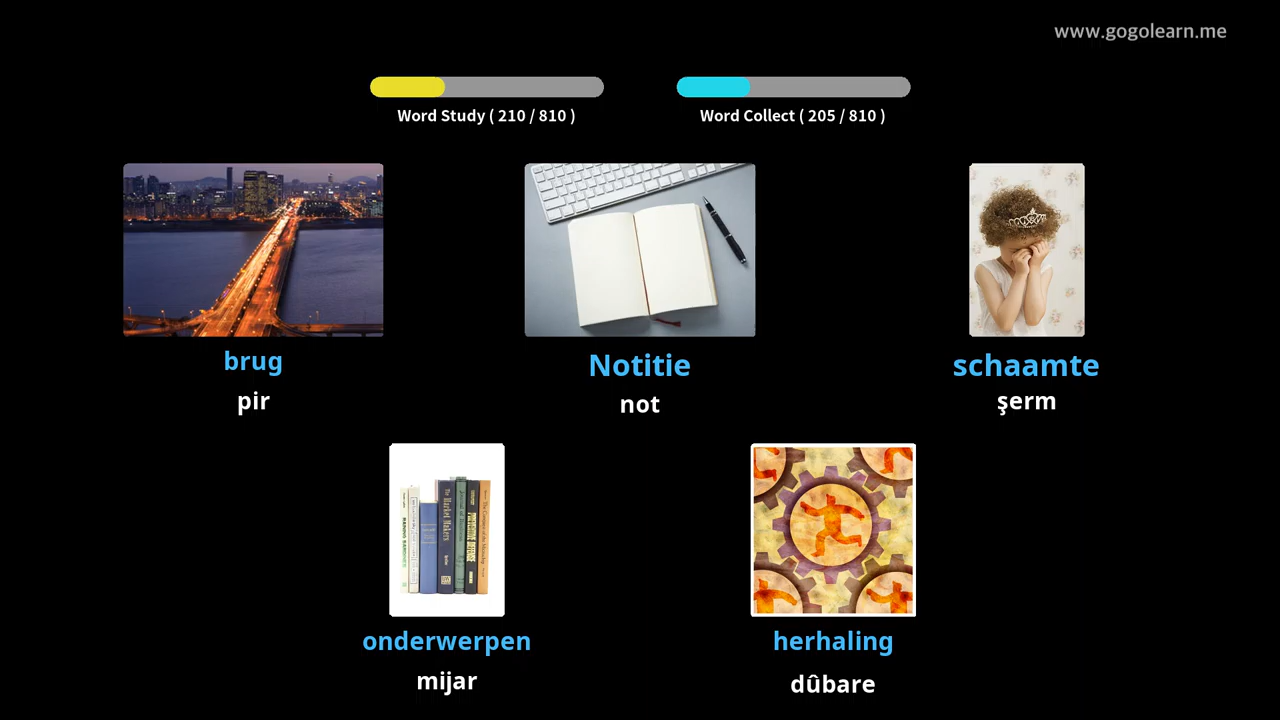 www.gogolearn.me
Word Study ( 210 / 810 )
Word Collect ( 205 / 810 )
brug
pir
Notitie
not
schaamte
şerm
onderwerpen
mijar
herhaling
dûbare